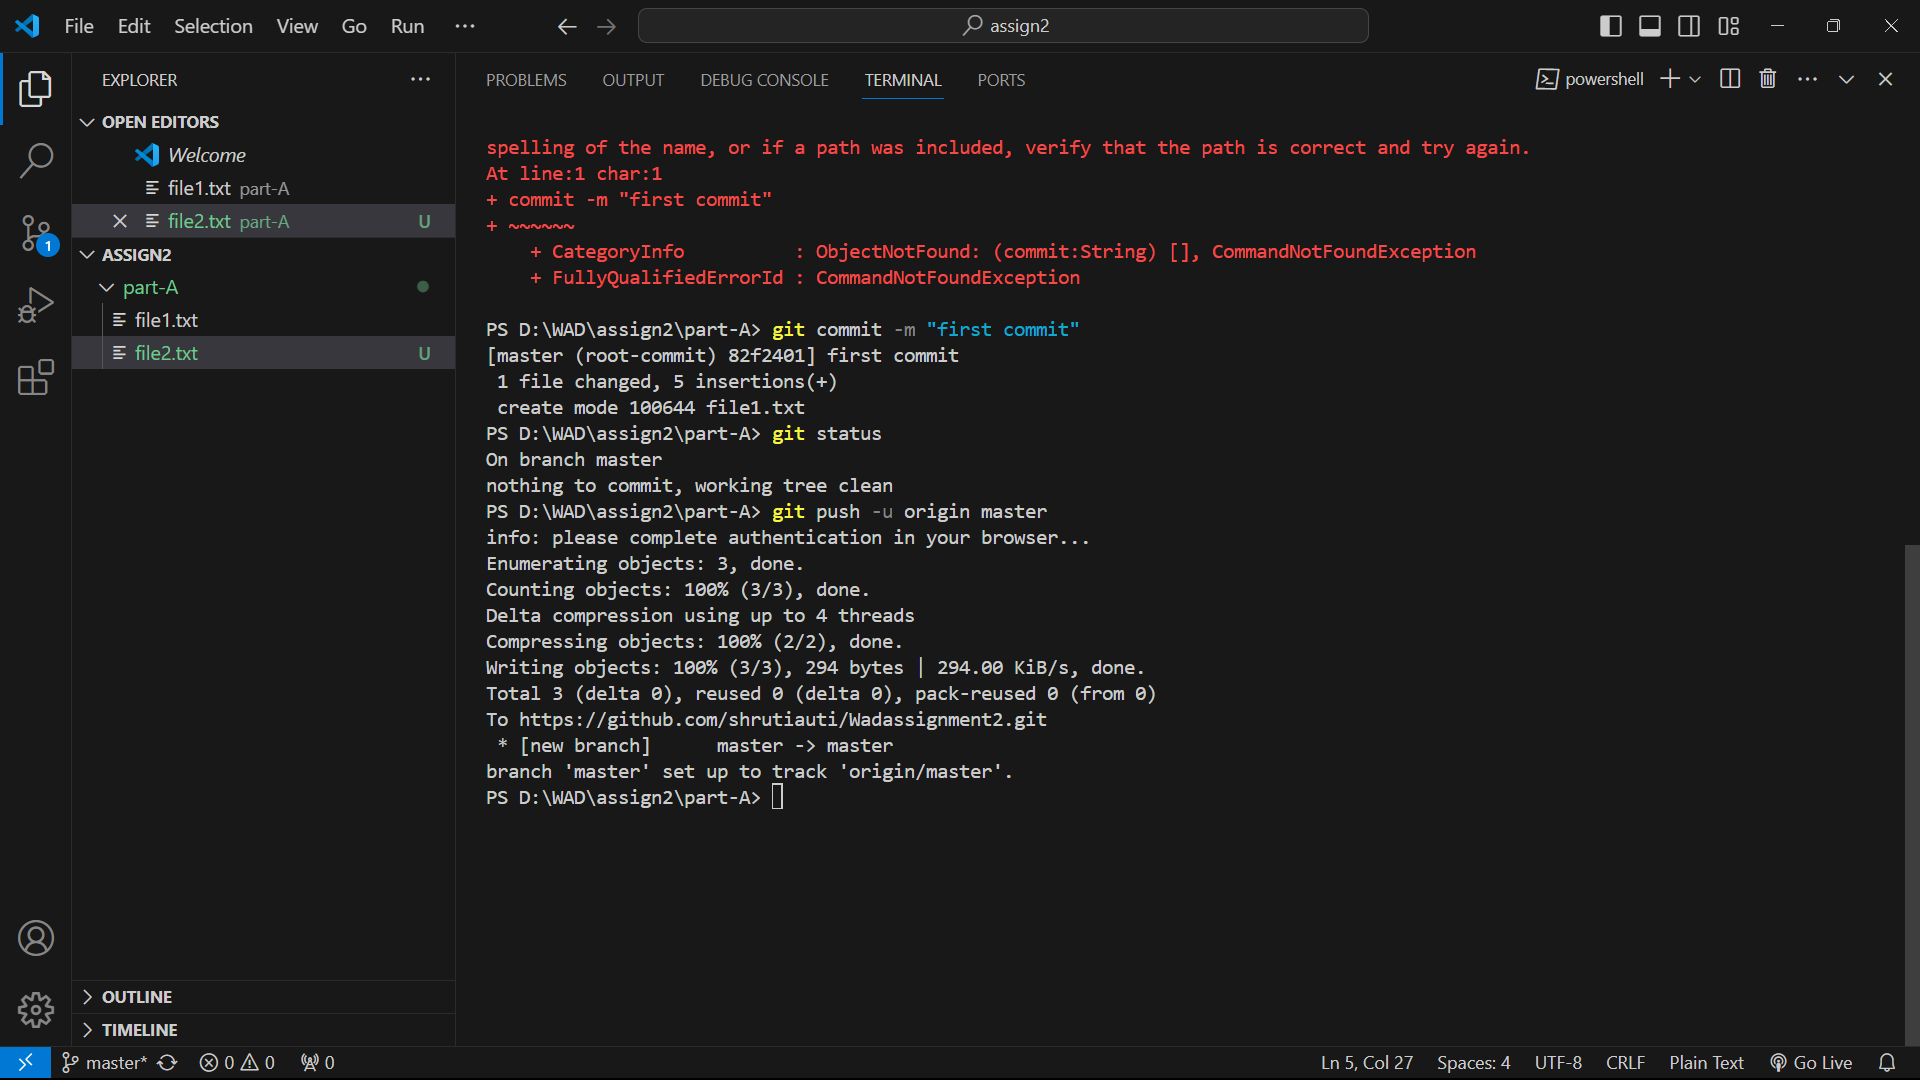 File Edit Selection View Go Run ··· assign2
EXPLORER ···
OPEN EDITORS
Welcome
file1.txt part-A
file2.txt part-A U
ASSIGN2
part-A
file1.txt
file2.txt U
OUTLINE
TIMELINE
PROBLEMS OUTPUT DEBUG CONSOLE TERMINAL PORTS powershell
spelling of the name, or if a path was included, verify that the path is correct and try again.
At line:1 char:1
+ commit -m "first commit"
+ ~~~~~~
    + CategoryInfo          : ObjectNotFound: (commit:String) [], CommandNotFoundException
    + FullyQualifiedErrorId : CommandNotFoundException
PS D:\WAD\assign2\part-A> git commit -m "first commit"
[master (root-commit) 82f2401] first commit
 1 file changed, 5 insertions(+)
 create mode 100644 file1.txt
PS D:\WAD\assign2\part-A> git status
On branch master
nothing to commit, working tree clean
PS D:\WAD\assign2\part-A> git push -u origin master
info: please complete authentication in your browser...
Enumerating objects: 3, done.
Counting objects: 100% (3/3), done.
Delta compression using up to 4 threads
Compressing objects: 100% (2/2), done.
Writing objects: 100% (3/3), 294 bytes | 294.00 KiB/s, done.
Total 3 (delta 0), reused 0 (delta 0), pack-reused 0 (from 0)
To https://github.com/shrutiauti/Wadassignment2.git
 * [new branch]      master -> master
branch 'master' set up to track 'origin/master'.
PS D:\WAD\assign2\part-A>
1
master* 0 0 0 Ln 5, Col 27 Spaces: 4 UTF-8 CRLF Plain Text Go Live